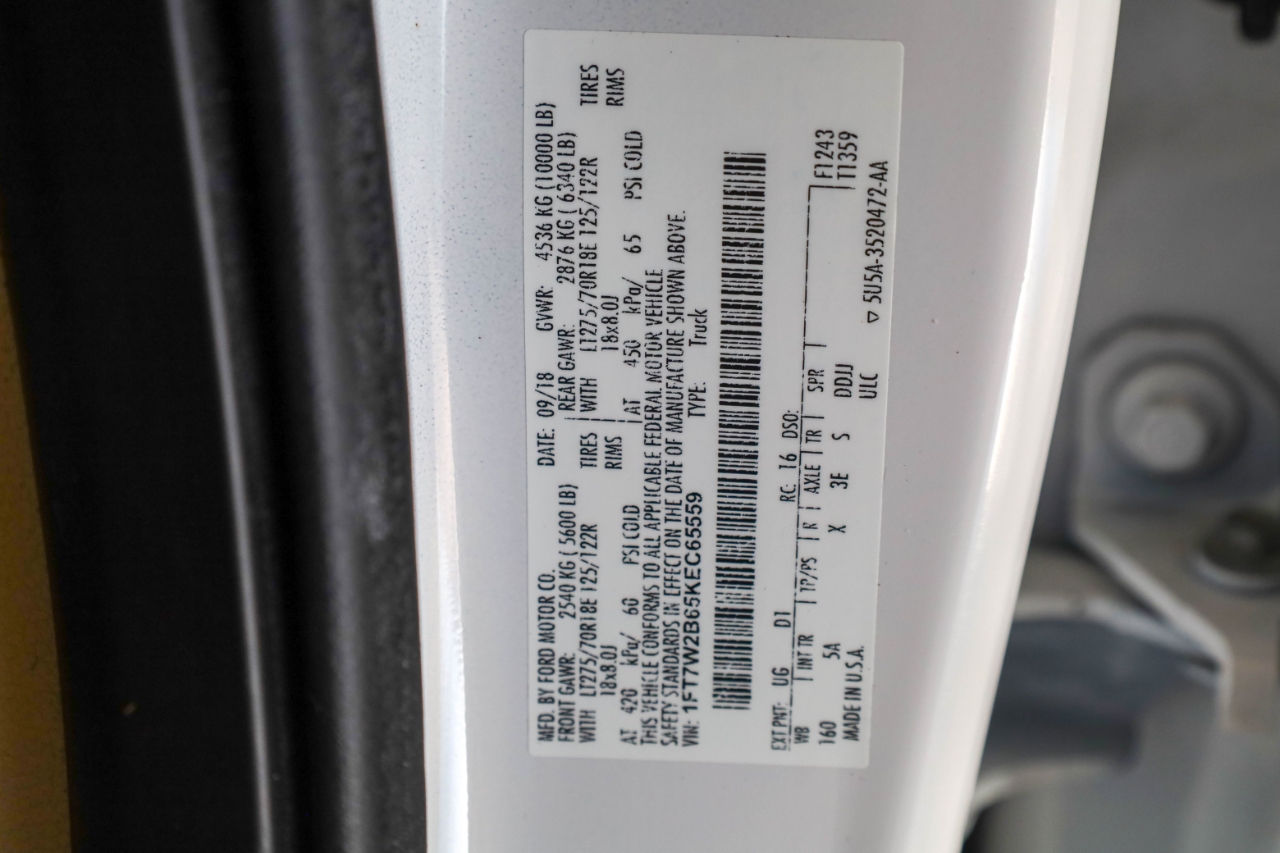 MFD. BY FORD MOTOR CO. DATE: 09/18 GVWR: 4536 KG (10000 LB)
FRONT GAWR: 2540 KG ( 5600 LB) REAR GAWR: 2876 KG ( 6340 LB)
WITH LT275/70R18E 125/122R TIRES WITH LT275/70R18E 125/122R TIRES
18x8.0J RIMS 18x8.0J RIMS
AT 420 kPa/ 60 PSI COLD AT 450 kPa/ 65 PSI COLD
THIS VEHICLE CONFORMS TO ALL APPLICABLE FEDERAL MOTOR VEHICLE
SAFETY STANDARDS IN EFFECT ON THE DATE OF MANUFACTURE SHOWN ABOVE.
VIN: 1FT7W2B65KEC65559 TYPE: Truck
EXT PNT: UG D1 RC: 16 DSO:
WB INT TR TP/PS R AXLE TR SPR F1243
160 5A X 3E S DDJJ T1359
MADE IN U.S.A. ULC ▽ 5U5A-3520472-AA